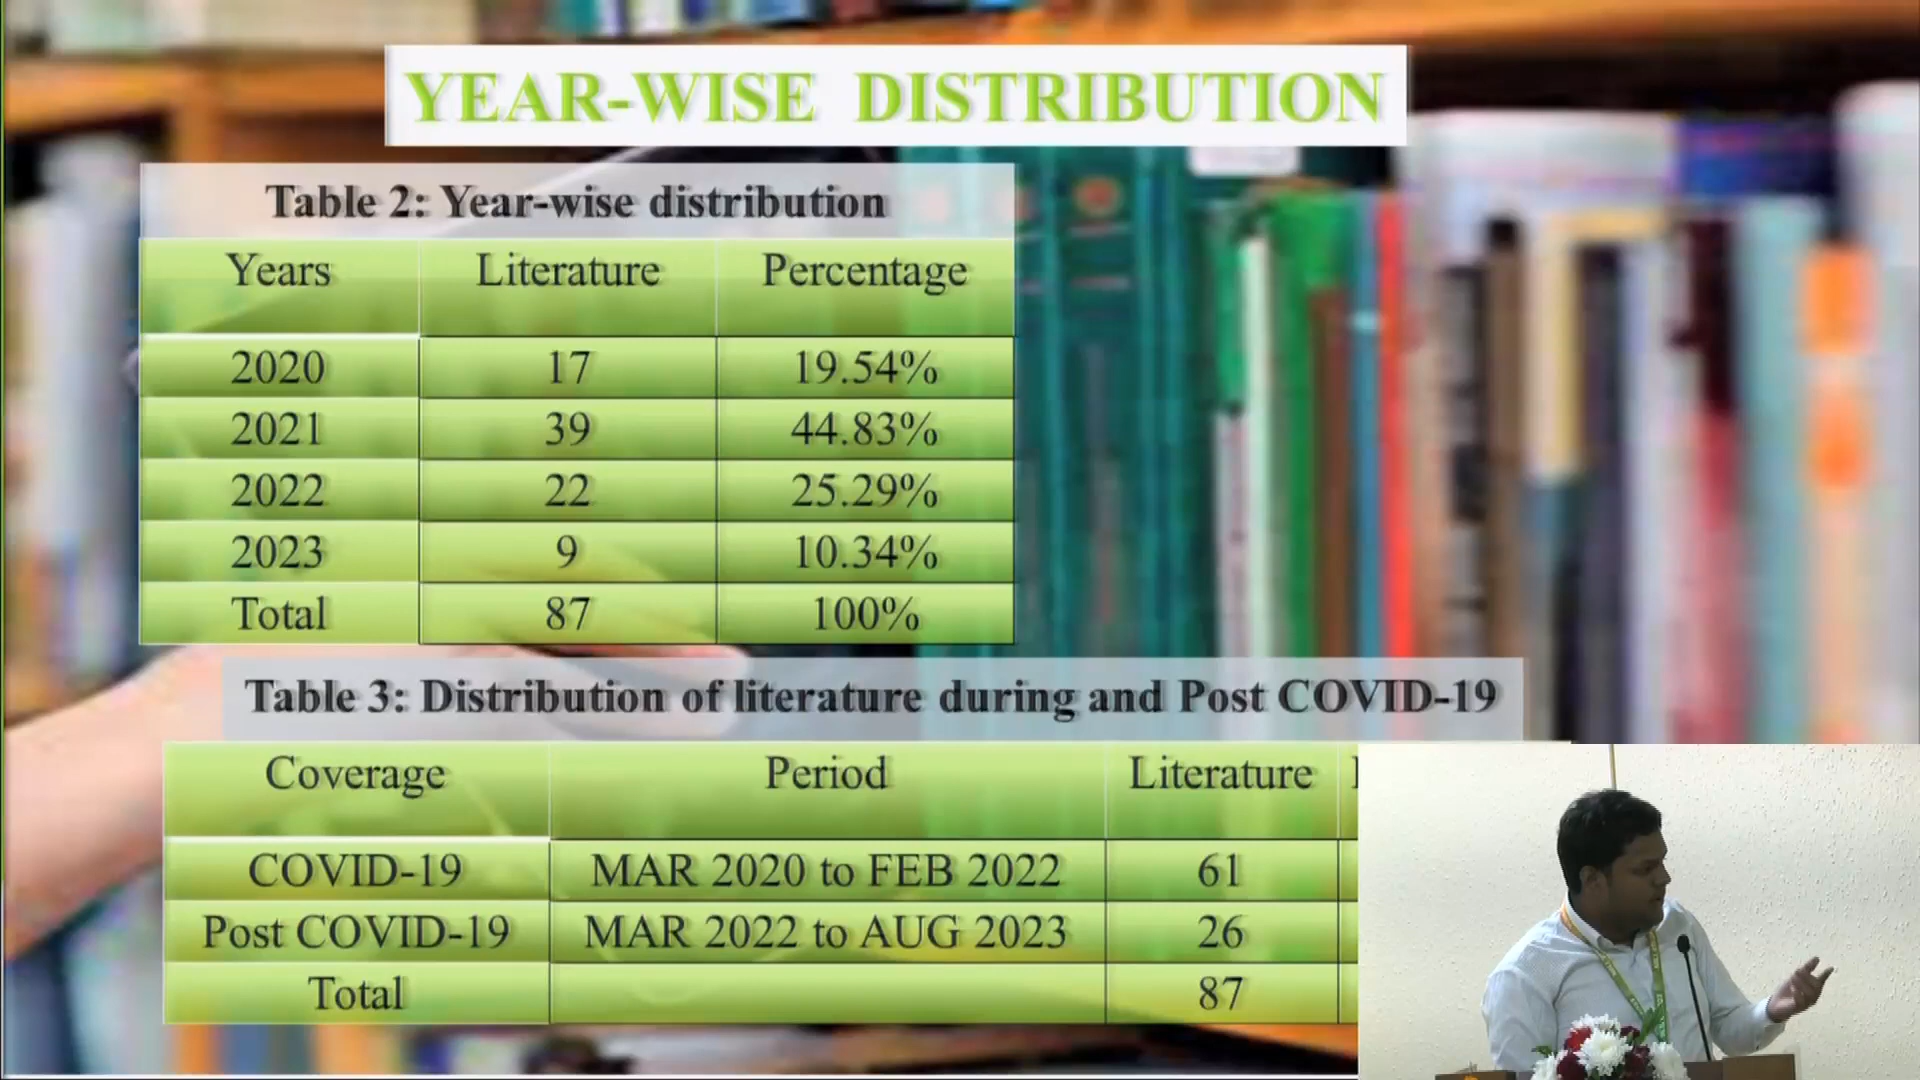 YEAR-WISE DISTRIBUTION
Table 2: Year-wise distribution
Years Literature Percentage
2020 17 19.54%
2021 39 44.83%
2022 22 25.29%
2023 9 10.34%
Total 87 100%
Table 3: Distribution of literature during and Post COVID-19
Coverage Period Literature
COVID-19 MAR 2020 to FEB 2022 61
Post COVID-19 MAR 2022 to AUG 2023 26
Total 87